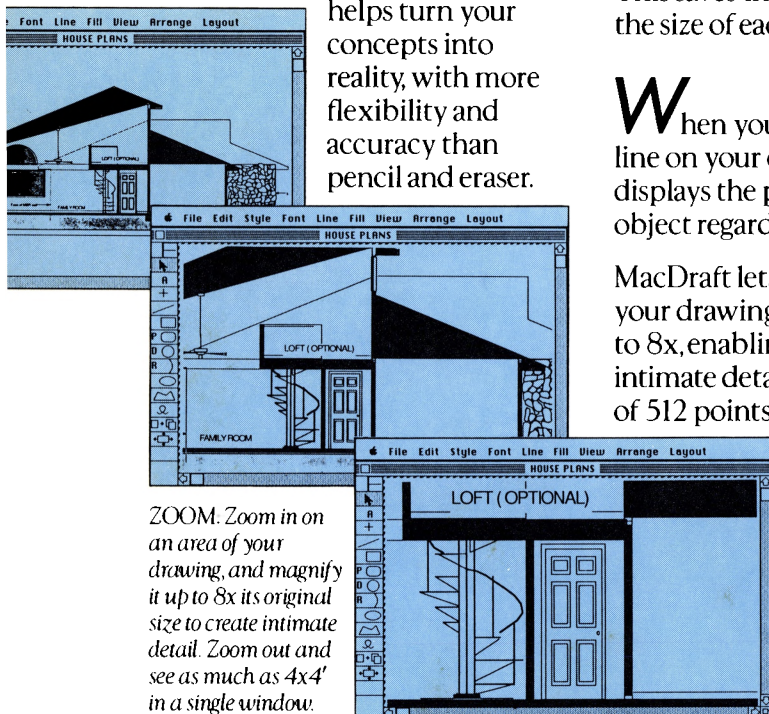 helps turn your
concepts into
reality, with more
flexibility and
accuracy than
pencil and eraser.
Font Line Fill View Arrange Layout
HOUSE PLANS
LOFT ( OPTIONAL)
FAMILY ROOM
File Edit Style Font Line Fill View Arrange Layout
HOUSE PLANS
A
P
D
R
LOFT ( OPTIONAL)
FAMILY ROOM
ZOOM: Zoom in on
an area of your
drawing, and magnify
it up to 8x its original
size to create intimate
detail. Zoom out and
see as much as 4x4'
in a single window.
File Edit Style Font Line Fill View Arrange Layout
HOUSE PLANS
A
P
D
R
LOFT ( OPTIONAL)
the size of eac
When you
line on your
displays the p
object regard
MacDraft let
your drawing
to 8x, enablin
intimate deta
of 512 points